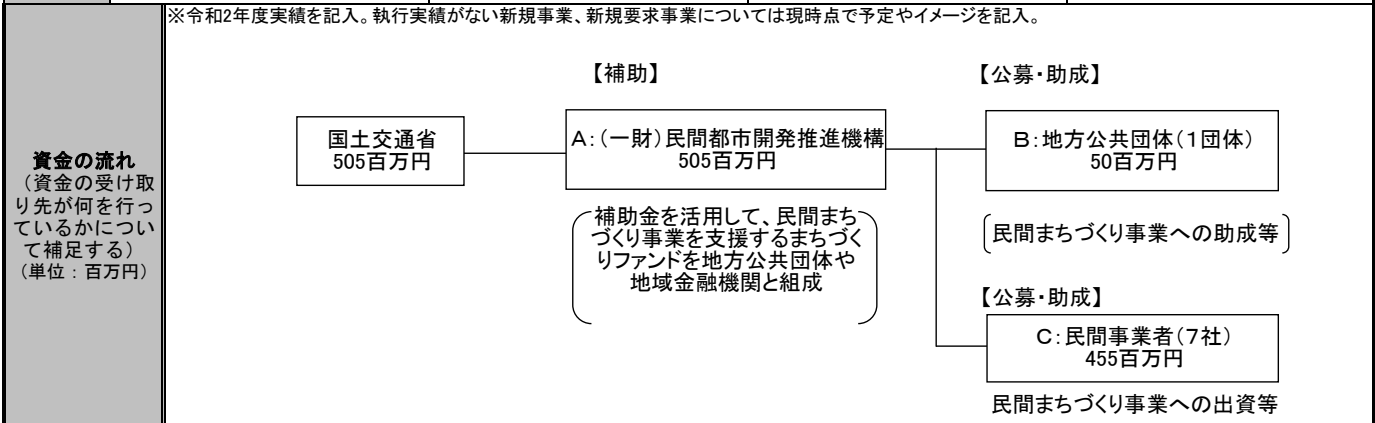 ※令和2年度実績を記入。執行実績がない新規事業、新規要求事業については現時点で予定やイメージを記入。
資金の流れ
（資金の受け取
り先が何を行っ
ているかについ
て補足する）
（単位：百万円）
国土交通省
505百万円
【補助】
A：（一財）民間都市開発推進機構
505百万円
補助金を活用して、民間まち
づくり事業を支援するまちづく
りファンドを地方公共団体や
地域金融機関と組成
【公募・助成】
B：地方公共団体（1団体）
50百万円
民間まちづくり事業への助成等
【公募・助成】
C：民間事業者（7社）
455百万円
民間まちづくり事業への出資等